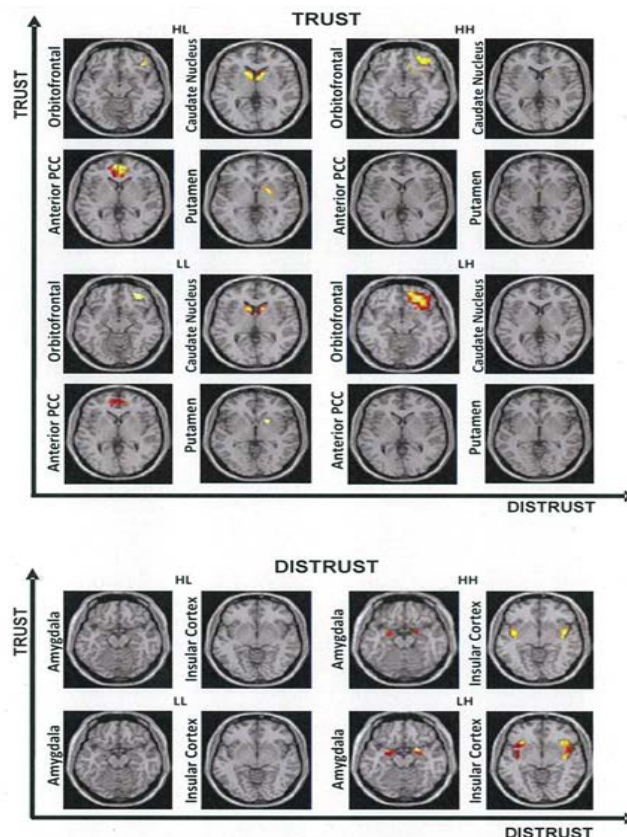 TRUST
TRUST
HL
HH
Orbitofrontal
Caudate Nucleus
Orbitofrontal
Caudate Nucleus
Anterior PCC
Putamen
Anterior PCC
Putamen
LL
LH
Orbitofrontal
Caudate Nucleus
Orbitofrontal
Caudate Nucleus
Anterior PCC
Putamen
Anterior PCC
Putamen
DISTRUST
DISTRUST
TRUST
HL
HH
Amygdala
Insular Cortex
Amygdala
Insular Cortex
LL
LH
Amygdala
Insular Cortex
Amygdala
Insular Cortex
DISTRUST